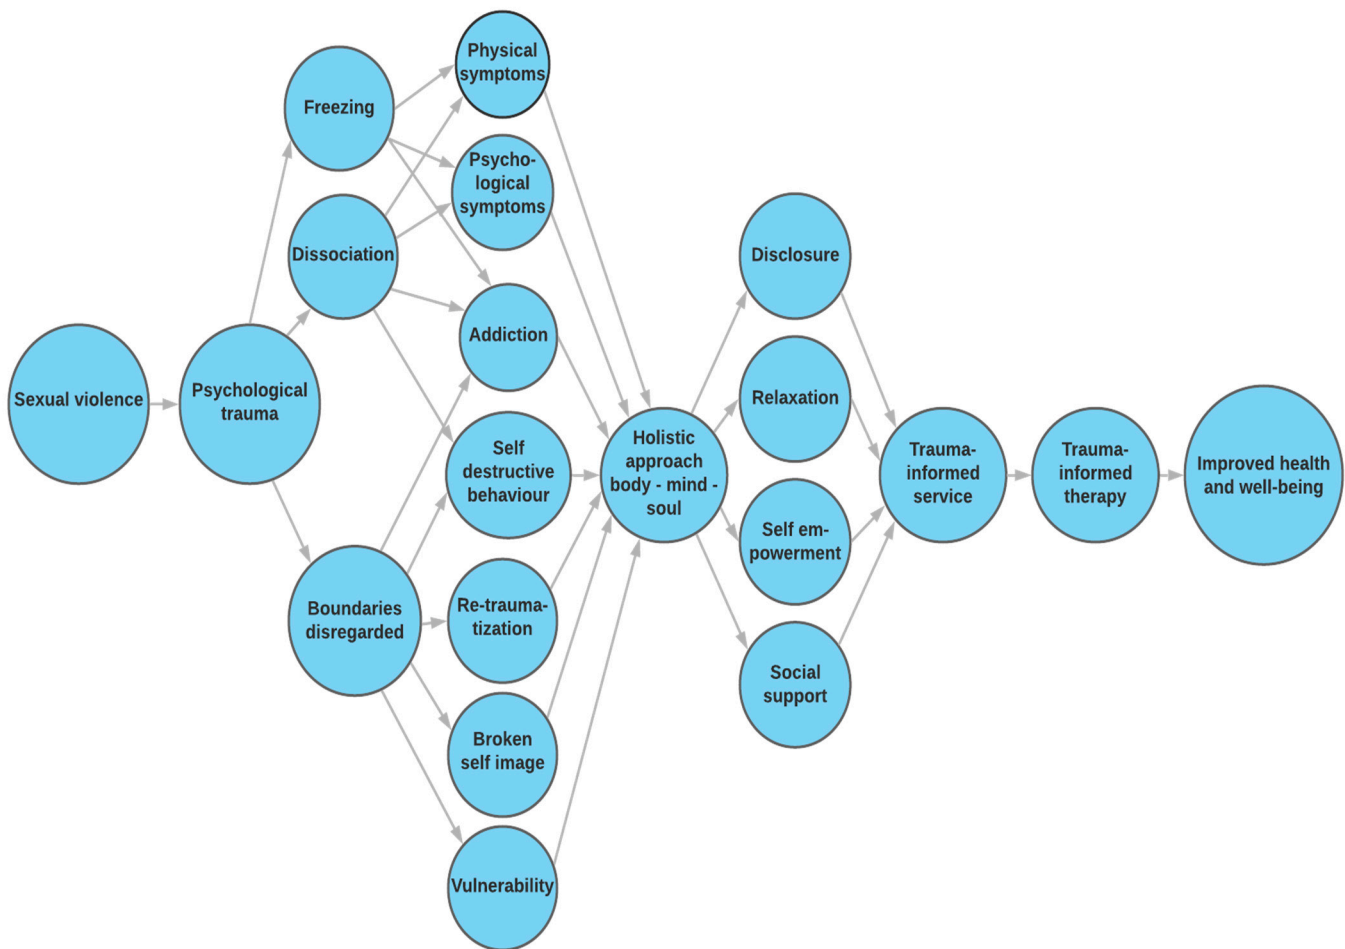 Sexual violence
Psychological
trauma
Freezing
Dissociation
Boundaries
disregarded
Physical
symptoms
Psycho-
logical
symptoms
Addiction
Self
destructive
behaviour
Re-trauma-
tization
Broken
self image
Vulnerability
Holistic
approach
body - mind -
soul
Disclosure
Relaxation
Self em-
powerment
Social
support
Trauma-
informed
service
Trauma-
informed
therapy
Improved health
and well-being